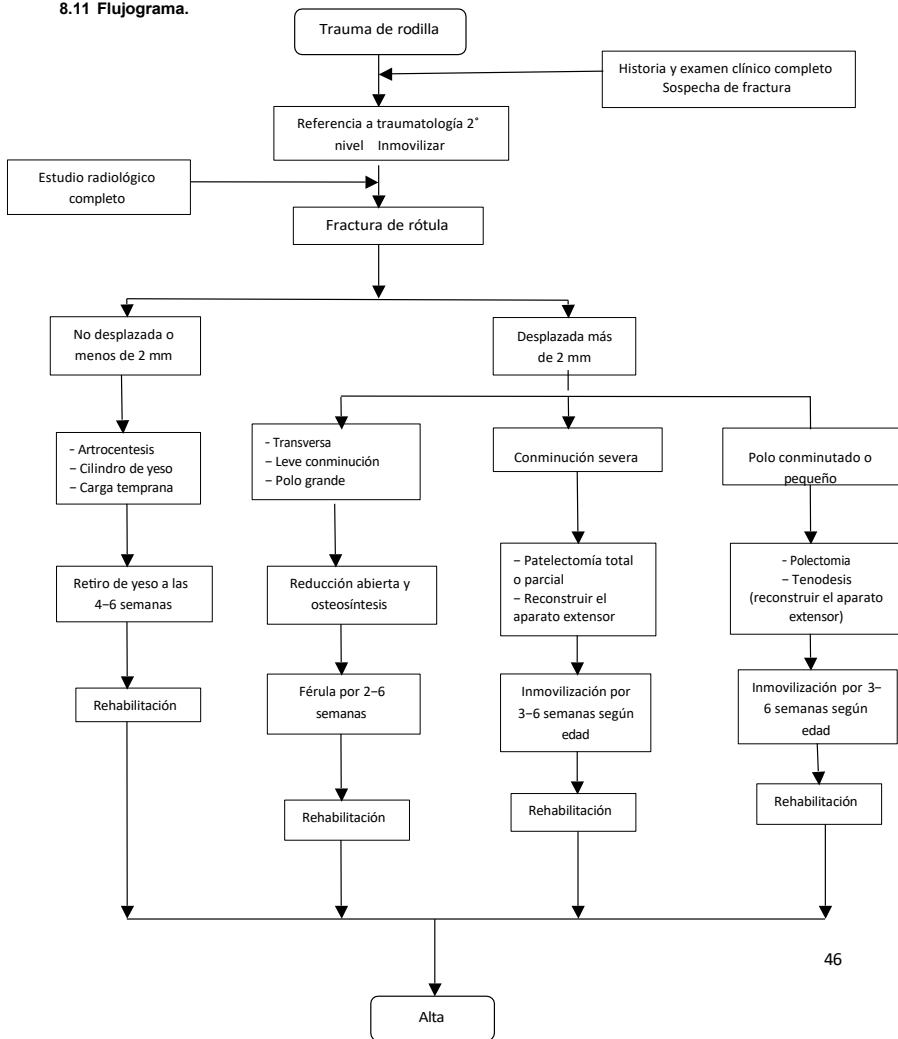 8.11 Flujograma.
Trauma de rodilla
Historia y examen clínico completo
Sospecha de fractura
Referencia a traumatología 2°
nivel Inmovilizar
Estudio radiológico
completo
Fractura de rótula
No desplazada o
menos de 2 mm
Desplazada más
de 2 mm
- Artrocentesis
– Cilindro de yeso
– Carga temprana
- Transversa
– Leve conminución
– Polo grande
Conminución severa
Polo conminutado o
pequeño
Retiro de yeso a las
4–6 semanas
Reducción abierta y
osteosíntesis
– Patelectomía total
o parcial
– Reconstruir el
aparato extensor
- Polectomia
– Tenodesis
(reconstruir el aparato
extensor)
Rehabilitación
Férula por 2–6
semanas
Inmovilización por
3–6 semanas según
edad
Inmovilización por 3–
6 semanas según
edad
Rehabilitación
Rehabilitación
Rehabilitación
46
Alta